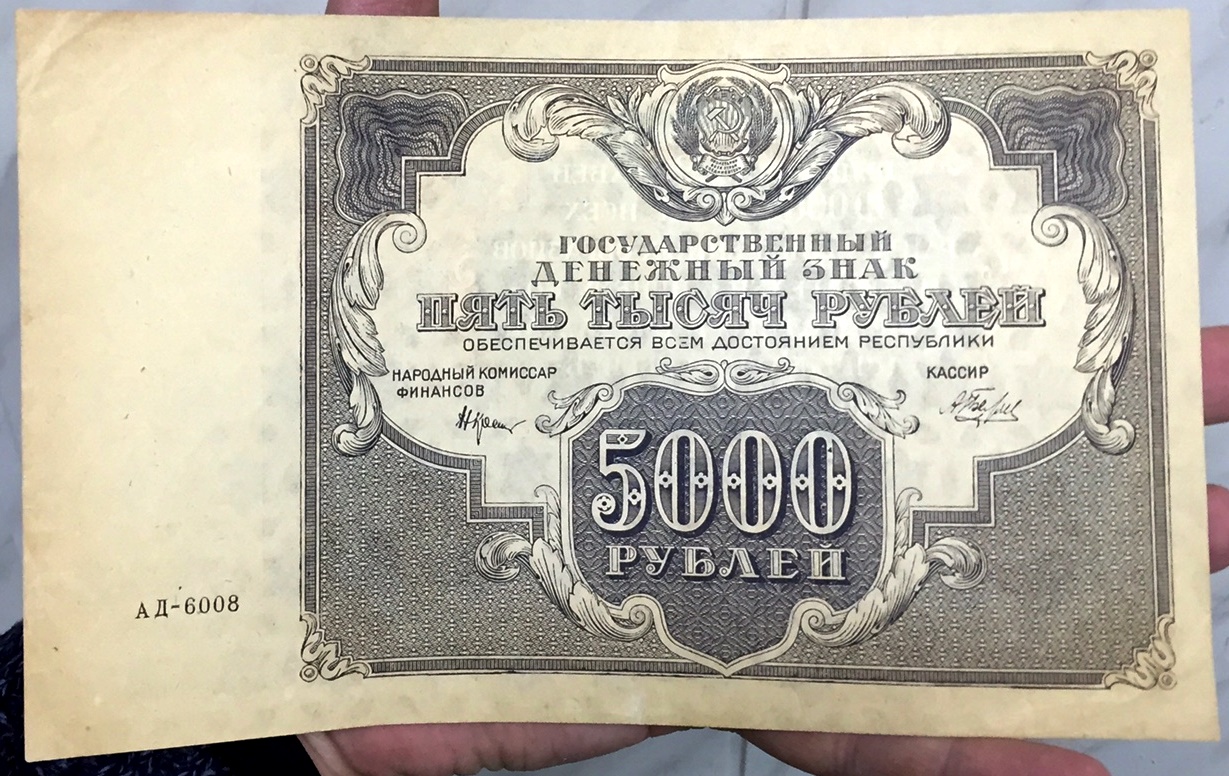 ГОСУДАРСТВЕННЫЙ
ДЕНЕЖНЫЙ ЗНАК
ПЯТЬ ТЫСЯЧ РУБЛЕЙ
ОБЕСПЕЧИВАЕТСЯ ВСЕМ ДОСТОЯНИЕМ РЕСПУБЛИКИ
НАРОДНЫЙ КОМИССАР
ФИНАНСОВ
КАССИР
5000
РУБЛЕЙ
АД-6008